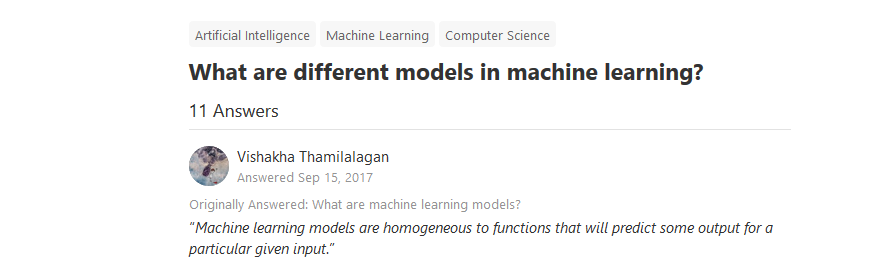 Artificial Intelligence Machine Learning Computer Science
What are different models in machine learning?
11 Answers
Vishakha Thamilalagan
Answered Sep 15, 2017
Originally Answered: What are machine learning models?
"Machine learning models are homogeneous to functions that will predict some output for a
particular given input."